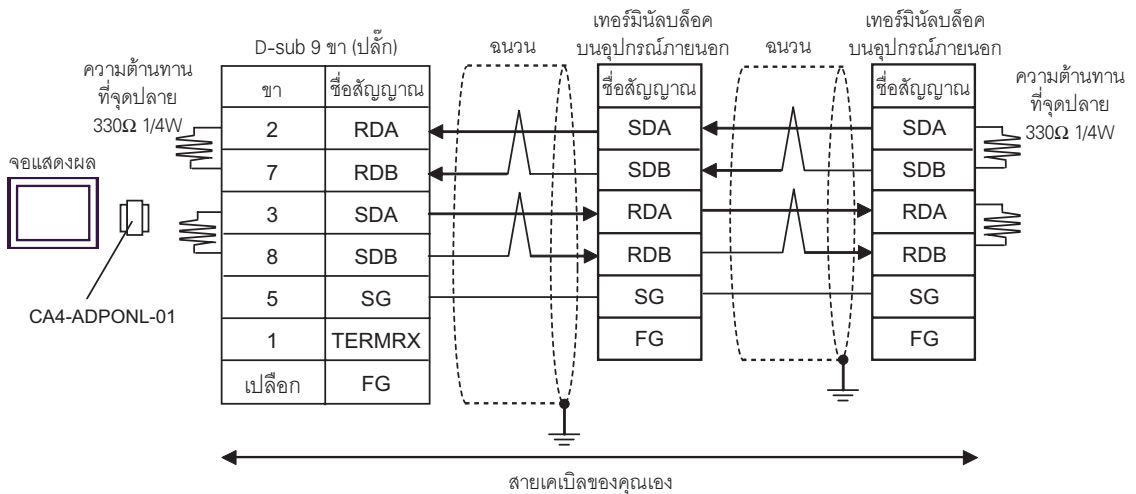 D-sub 9 ขา (ปลั๊ก)
ฉนวน
เทอร์มินัลบล็อค
บนอุปกรณ์ภายนอก
ฉนวน
เทอร์มินัลบล็อค
บนอุปกรณ์ภายนอก
ความต้านทาน
ที่จุดปลาย
330Ω 1/4W
ขา ชื่อสัญญาณ
2 RDA
7 RDB
3 SDA
8 SDB
5 SG
1 TERMRX
เปลือก FG
ชื่อสัญญาณ
SDA
SDB
RDA
RDB
SG
FG
ชื่อสัญญาณ
SDA
SDB
RDA
RDB
SG
FG
ความต้านทาน
ที่จุดปลาย
330Ω 1/4W
จอแสดงผล
CA4-ADPONL-01
สายเคเบิลของคุณเอง